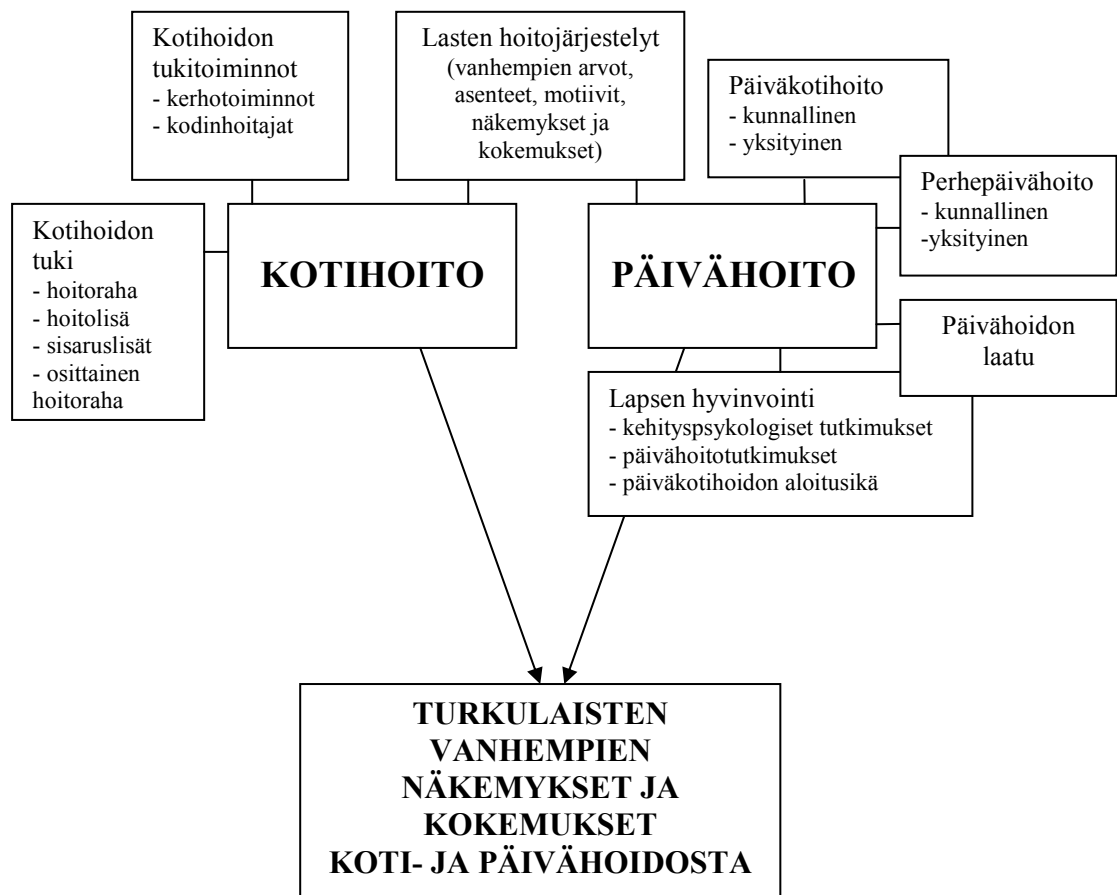 Kotihoidon
tukitoiminnot
- kerhotoiminnot
- kodinhoitajat
Lasten hoitojärjestelyt
(vanhempien arvot,
asenteet, motiivit,
näkemykset ja
kokemukset)
Päiväkotihoito
- kunnallinen
- yksityinen
Perhepäivähoito
- kunnallinen
-yksityinen
Kotihoidon
tuki
- hoitoraha
- hoitolisä
- sisaruslisät
- osittainen
hoitoraha
KOTIHOITO
PÄIVÄHOITO
Päivähoidon
laatu
Lapsen hyvinvointi
- kehityspsykologiset tutkimukset
- päivähoitotutkimukset
- päiväkotihoidon aloitusikä
TURKULAISTEN
VANHEMPIEN
NÄKEMYKSET JA
KOKEMUKSET
KOTI- JA PÄIVÄHOIDOSTA